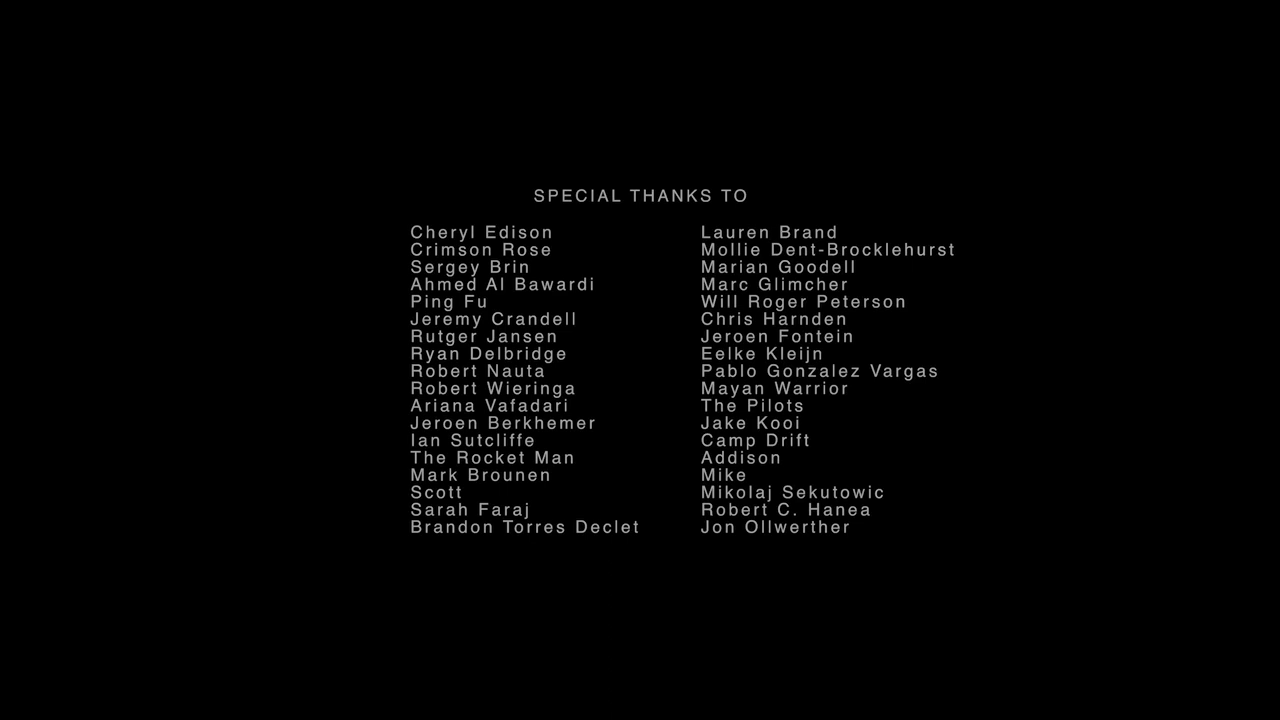 SPECIAL THANKS TO
Cheryl Edison
Crimson Rose
Sergey Brin
Ahmed Al Bawardi
Ping Fu
Jeremy Crandell
Rutger Jansen
Ryan Delbridge
Robert Nauta
Robert Wieringa
Ariana Vafadari
Jeroen Berkhemer
Ian Sutcliffe
The Rocket Man
Mark Brounen
Scott
Sarah Faraj
Brandon Torres Declet
Lauren Brand
Mollie Dent-Brocklehurst
Marian Goodell
Marc Glimcher
Will Roger Peterson
Chris Harnden
Jeroen Fontein
Eelke Kleijn
Pablo Gonzalez Vargas
Mayan Warrior
The Pilots
Jake Kooi
Camp Drift
Addison
Mike
Mikolaj Sekutowic
Robert C. Hanea
Jon Ollwerther